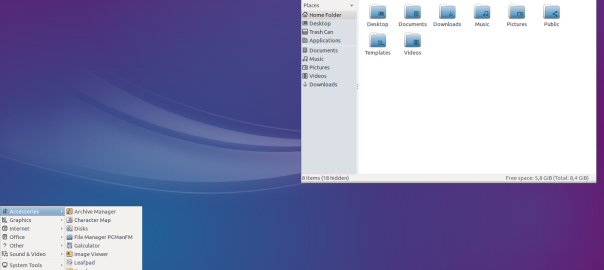 Places
Home Folder
Desktop
Trash Can
Applications
Documents
Music
Pictures
Videos
Downloads
Desktop Documents Downloads Music Pictures Public
Templates Videos
8 items (18 hidden) Free space: 5,8 GiB (Total: 8,4 GiB)
Accessories
Graphics
Internet
Office
Other
Sound & Video
System Tools
Archive Manager
Character Map
Disks
File Manager PCManFM
Galculator
Image Viewer
Leafpad